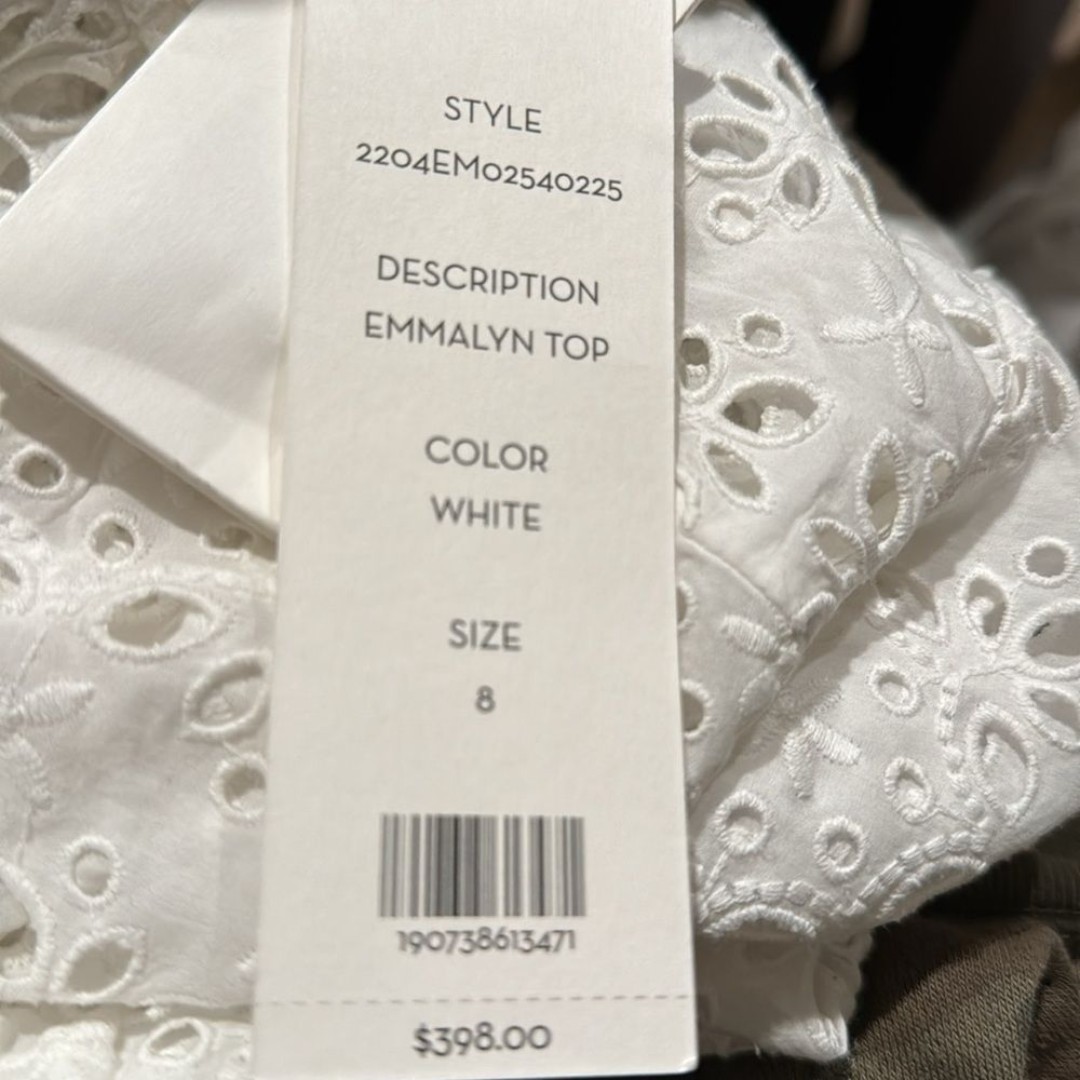 STYLE
2204EM02540225
DESCRIPTION
EMMALYN TOP
COLOR
WHITE
SIZE
8
190738613471
$398.00